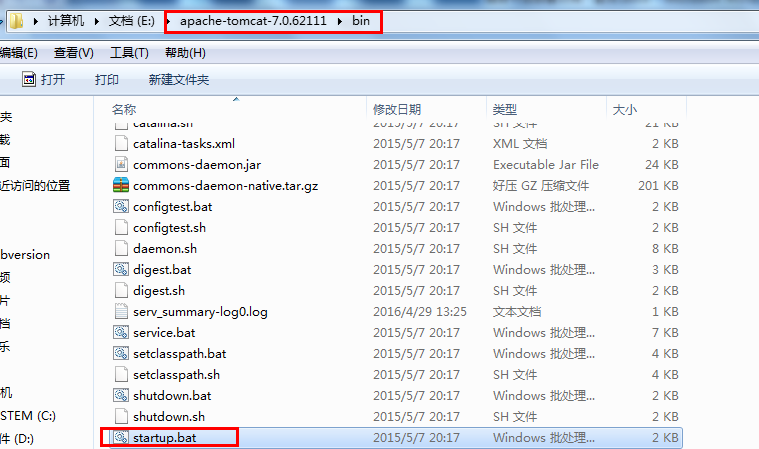 计算机 ▸ 文档 (E:) ▸ apache-tomcat-7.0.62111 ▸ bin
编辑(E) 查看(V) 工具(T) 帮助(H)
打开 打印 新建文件夹
名称 修改日期 类型 大小
夹
catalina.sh 2015/5/7 20:17 SH 文件 21 KB
载
catalina-tasks.xml 2015/5/7 20:17 XML 文档 2 KB
面
commons-daemon.jar 2015/5/7 20:17 Executable Jar File 24 KB
近访问的位置
commons-daemon-native.tar.gz 2015/5/7 20:17 好压 GZ 压缩文件 201 KB
configtest.bat 2015/5/7 20:17 Windows 批处理... 2 KB
configtest.sh 2015/5/7 20:17 SH 文件 2 KB
bversion
daemon.sh 2015/5/7 20:17 SH 文件 8 KB
频
digest.bat 2015/5/7 20:17 Windows 批处理... 3 KB
片
digest.sh 2015/5/7 20:17 SH 文件 2 KB
档
serv_summary-log0.log 2016/4/29 13:25 文本文档 1 KB
乐
service.bat 2015/5/7 20:17 Windows 批处理... 7 KB
setclasspath.bat 2015/5/7 20:17 Windows 批处理... 4 KB
setclasspath.sh 2015/5/7 20:17 SH 文件 4 KB
机
shutdown.bat 2015/5/7 20:17 Windows 批处理... 2 KB
STEM (C:)
shutdown.sh 2015/5/7 20:17 SH 文件 2 KB
件 (D:)
startup.bat 2015/5/7 20:17 Windows 批处理... 2 KB